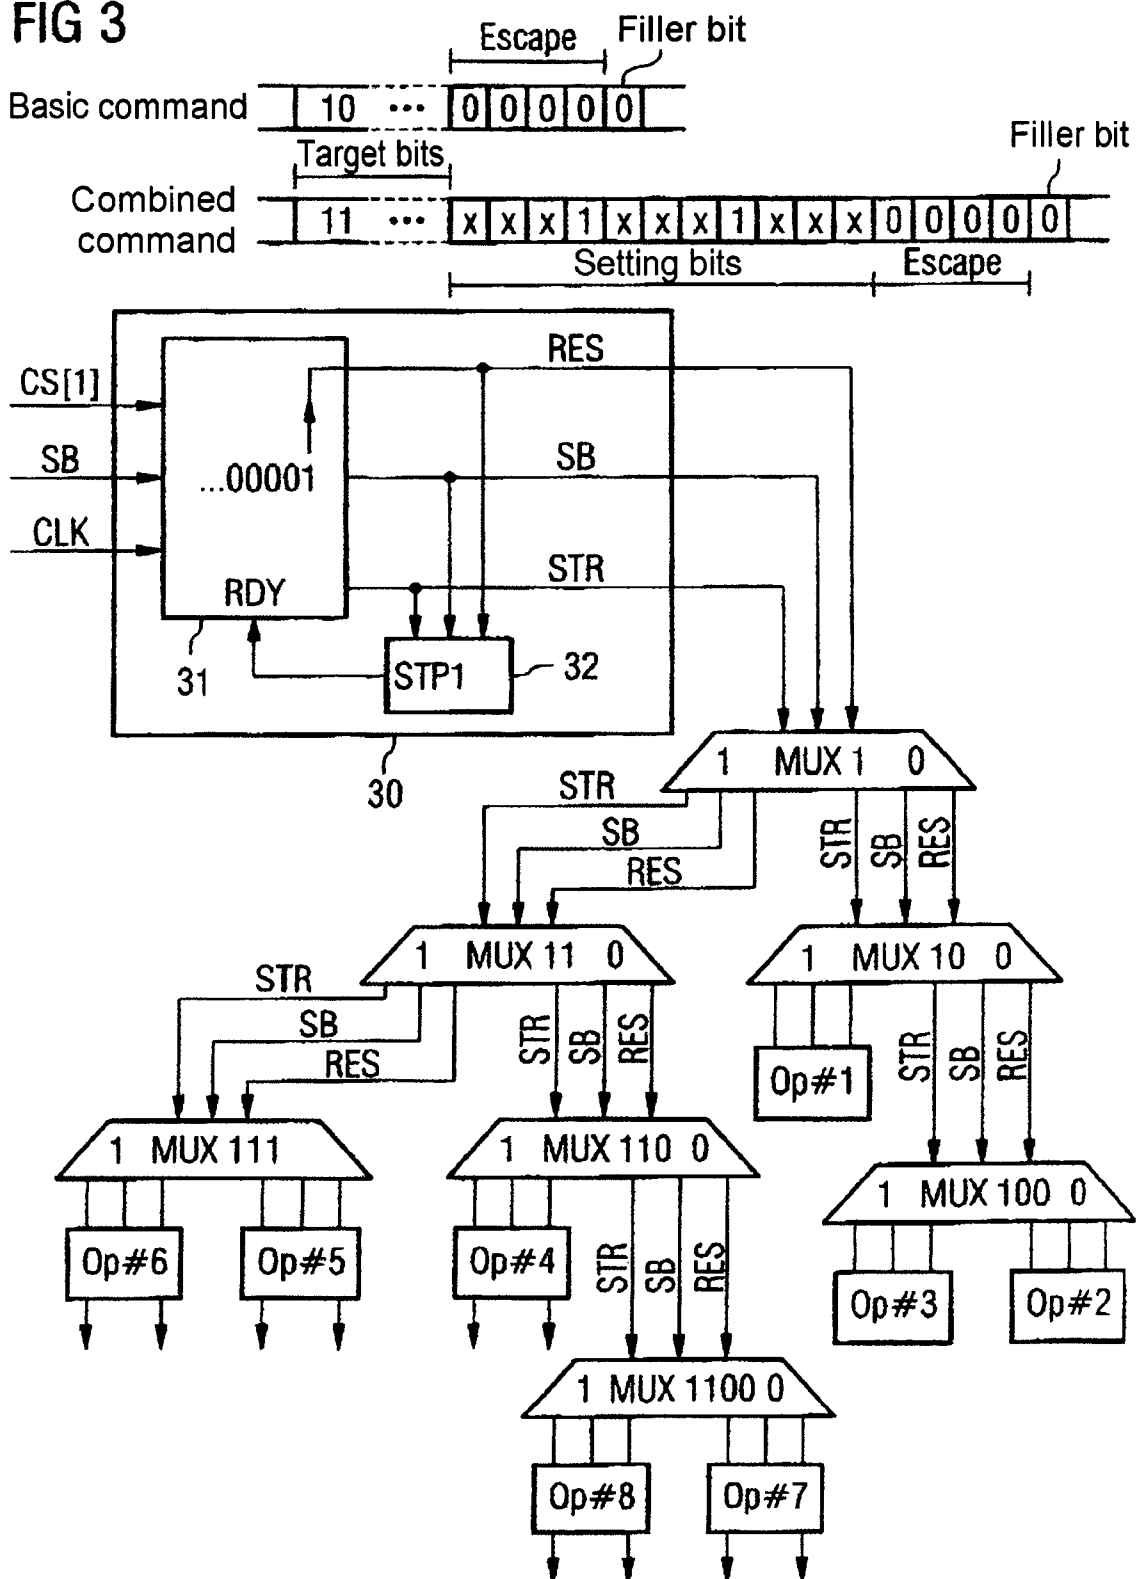 FIG 3
Escape Filler bit
Basic command 10 ... 0 0 0 0 0
Target bits Filler bit
Combined command 11 ... x x x 1 x x x 1 x x x 0 0 0 0 0
Setting bits Escape
RES
CS[1]
SB SB
...00001
CLK
STR
RDY
31 STP1 32
30
1 MUX 1 0
STR
SB
RES
STR SB RES
1 MUX 11 0
1 MUX 10 0
STR
SB
RES
STR SB RES
Op#1
STR SB RES
1 MUX 111
1 MUX 110 0
1 MUX 100 0
Op#6 Op#5 Op#4
STR SB RES
Op#3 Op#2
1 MUX 1100 0
Op#8 Op#7